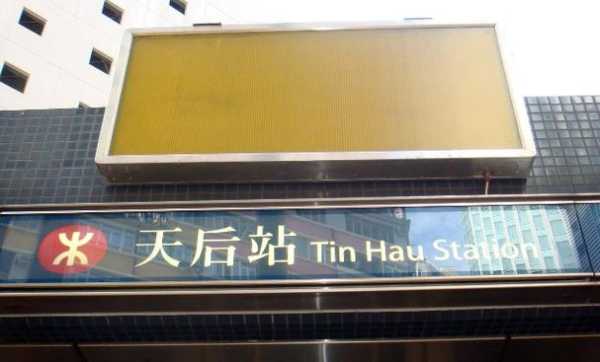 天后站 Tin Hau Station